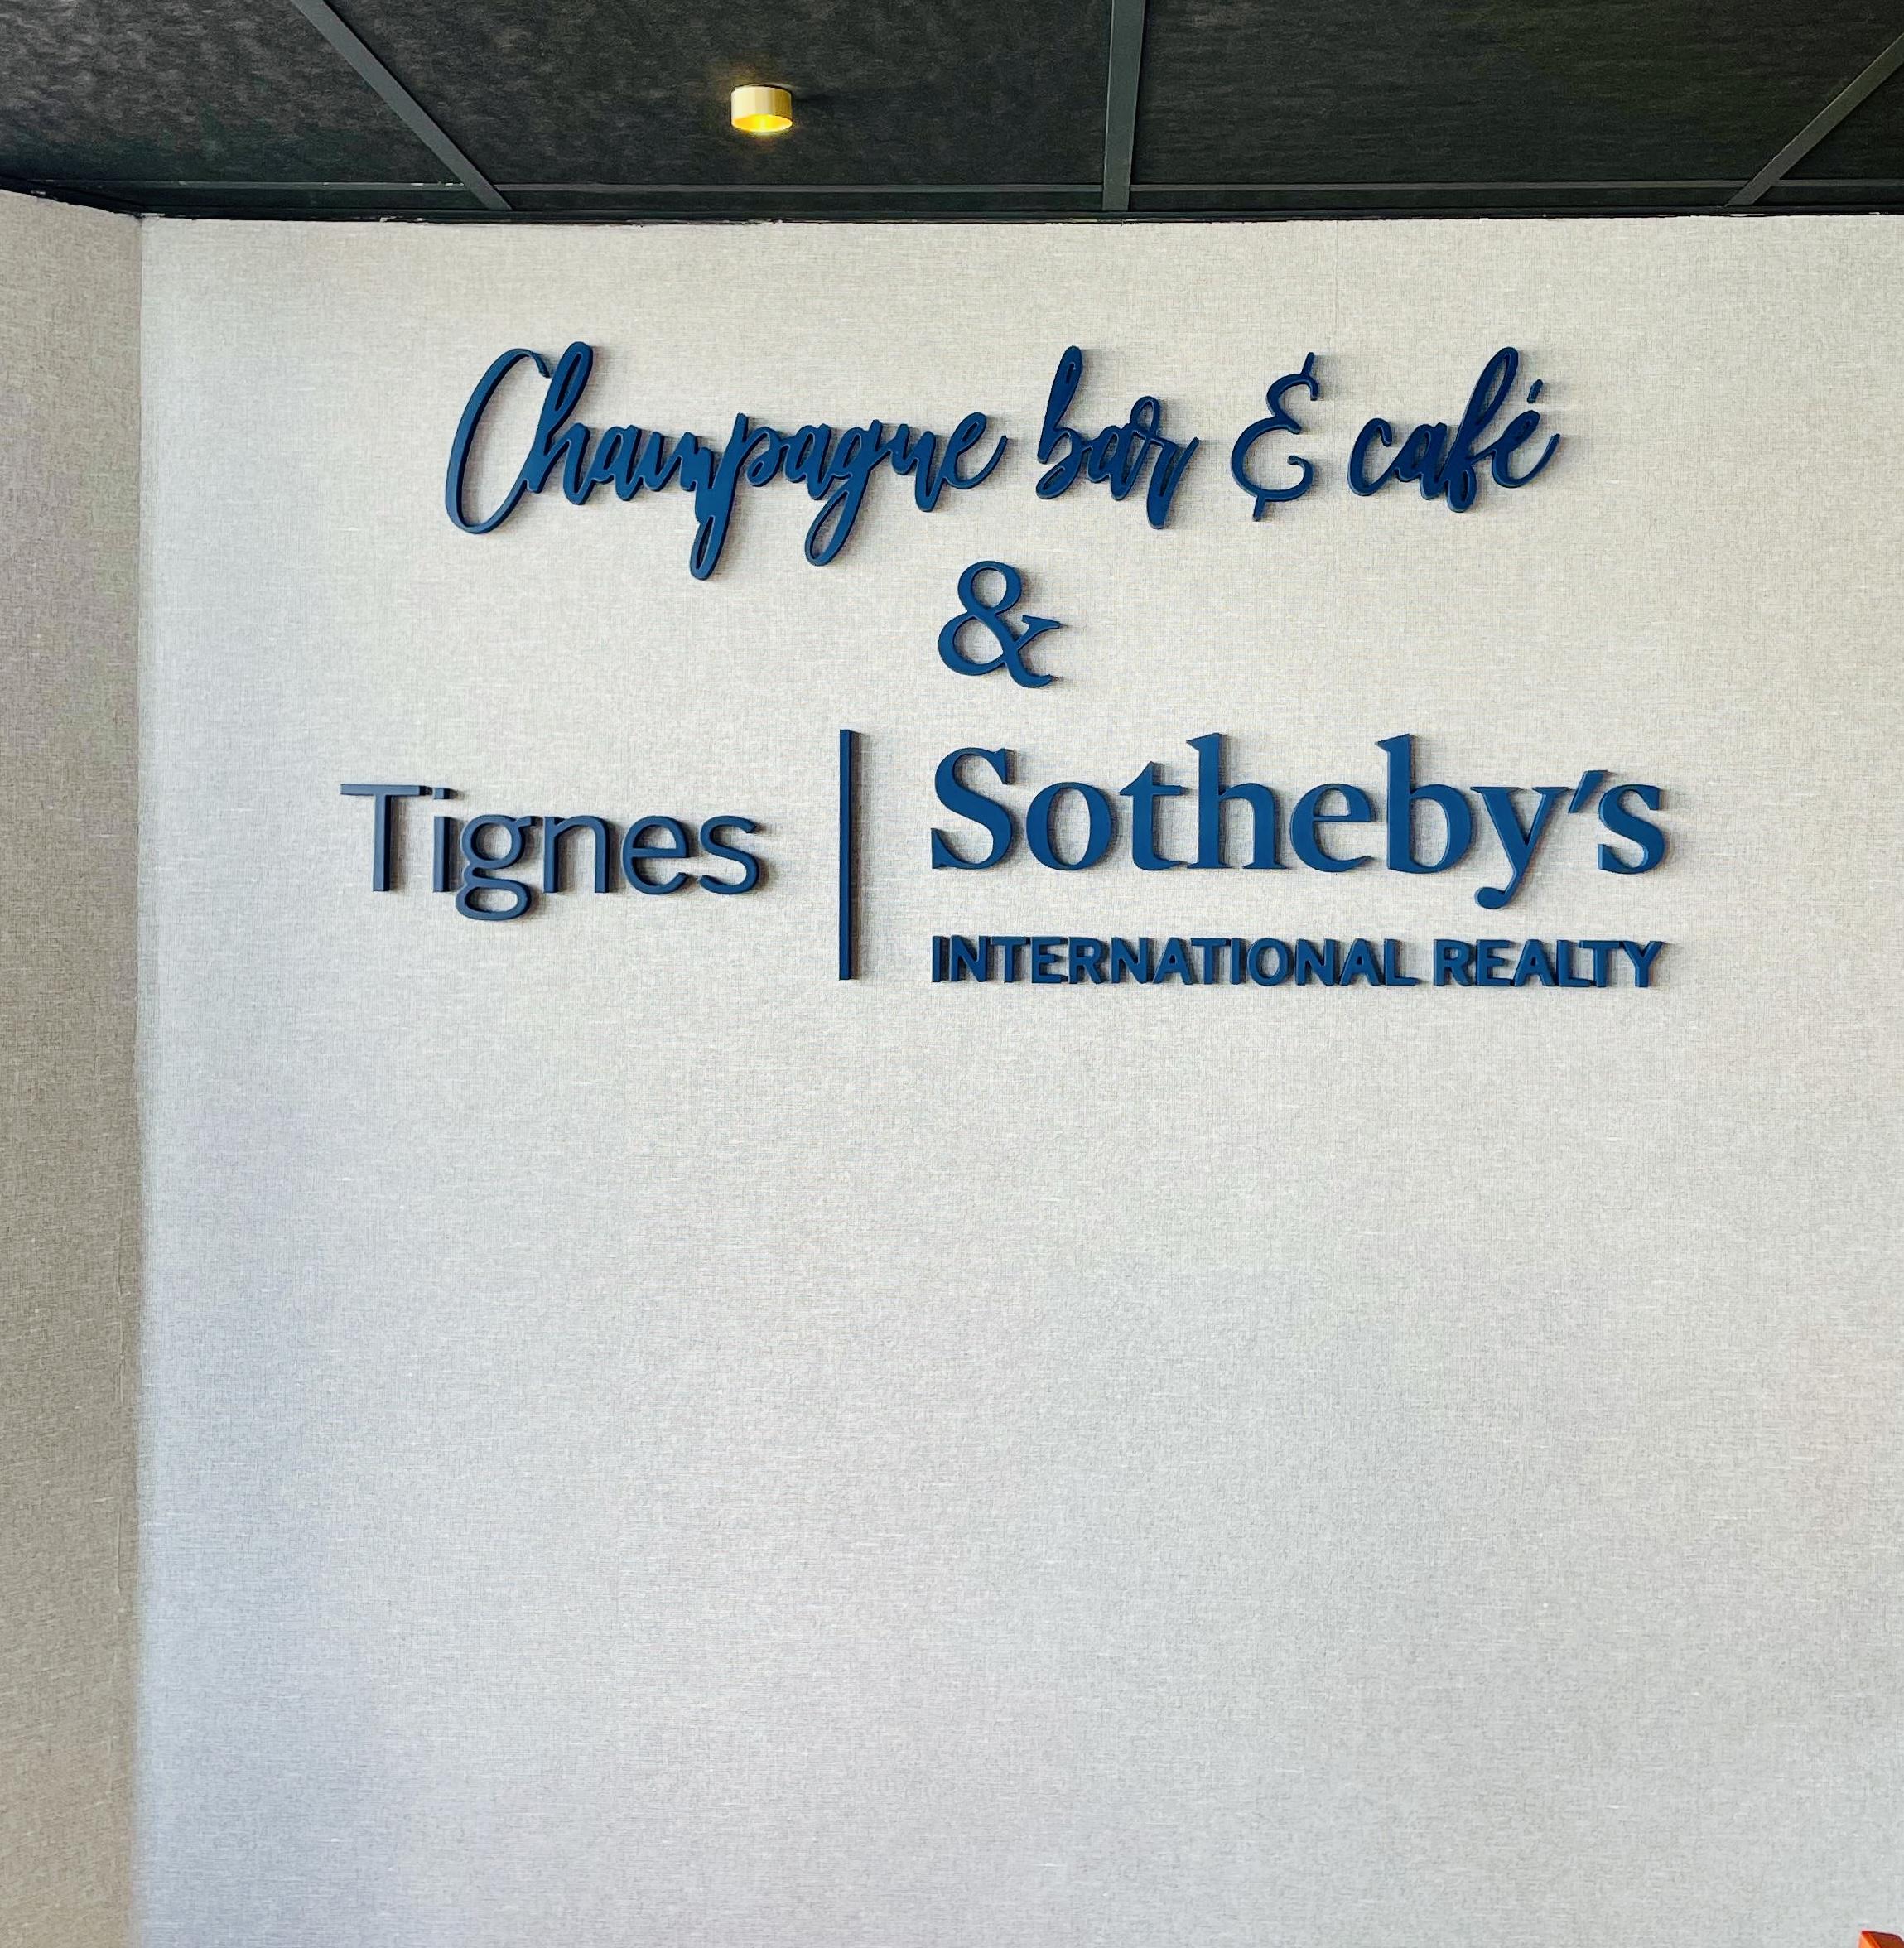 Champagne bar & café
&
Tignes
Sotheby's
INTERNATIONAL REALTY